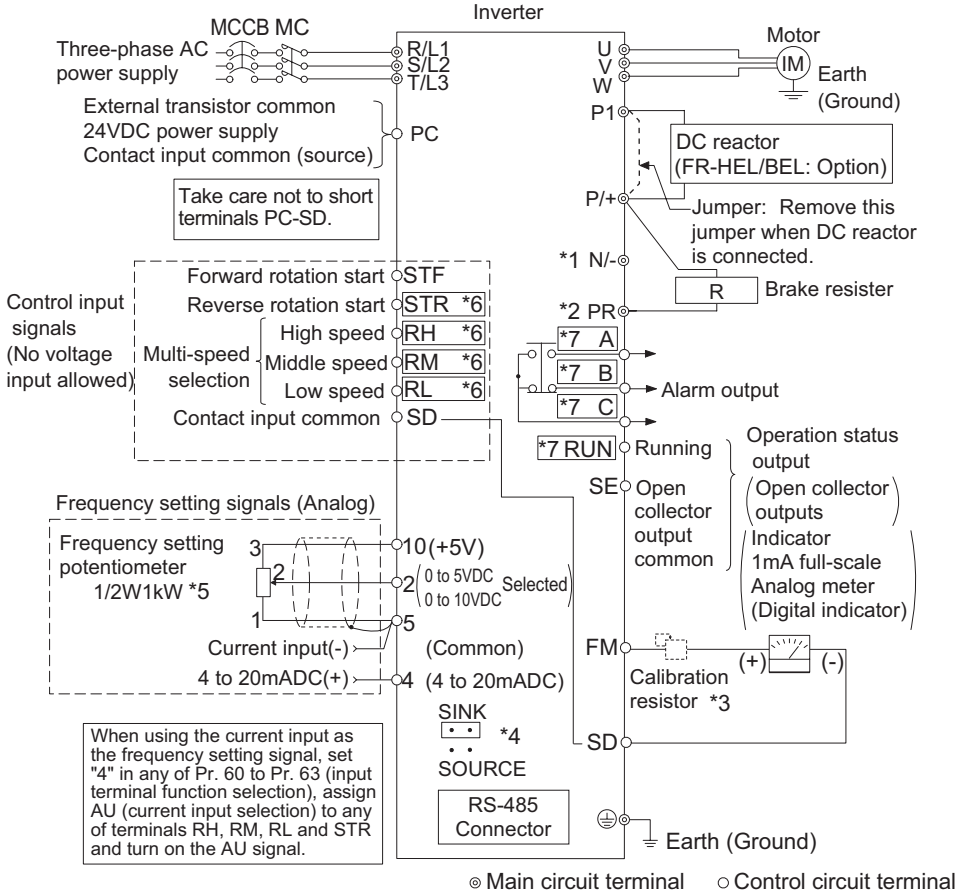 Inverter
MCCB MC
Three-phase AC
power supply
R/L1
S/L2
T/L3
External transistor common
24VDC power supply
Contact input common (source)
PC
Take care not to short
terminals PC-SD.
Control input
signals
(No voltage
input allowed)
Forward rotation start
STF
Reverse rotation start
STR *6
Multi-speed
selection
High speed
RH *6
Middle speed
RM *6
Low speed
RL *6
Contact input common
SD
Frequency setting signals (Analog)
Frequency setting
potentiometer
1/2W1kW *5
3
2
1
10(+5V)
2
0 to 5VDC
0 to 10VDC
Selected
5
(Common)
Current input(-)
4 to 20mADC(+)
4 (4 to 20mADC)
When using the current input as
the frequency setting signal, set
"4" in any of Pr. 60 to Pr. 63 (input
terminal function selection), assign
AU (current input selection) to any
of terminals RH, RM, RL and STR
and turn on the AU signal.
SINK
*4
SOURCE
RS-485
Connector
U
V
W
Motor
IM
Earth
(Ground)
P1
DC reactor
(FR-HEL/BEL: Option)
P/+
Jumper: Remove this
jumper when DC reactor
is connected.
*1 N/-
R
Brake resister
*2 PR
*7 A
*7 B
*7 C
Alarm output
*7 RUN
Running
SE
Open
collector
output
common
Operation status
output
(Open collector
outputs)
Indicator
1mA full-scale
Analog meter
(Digital indicator)
FM
Calibration
resistor *3
(+)
(-)
SD
Earth (Ground)
Main circuit terminal
Control circuit terminal